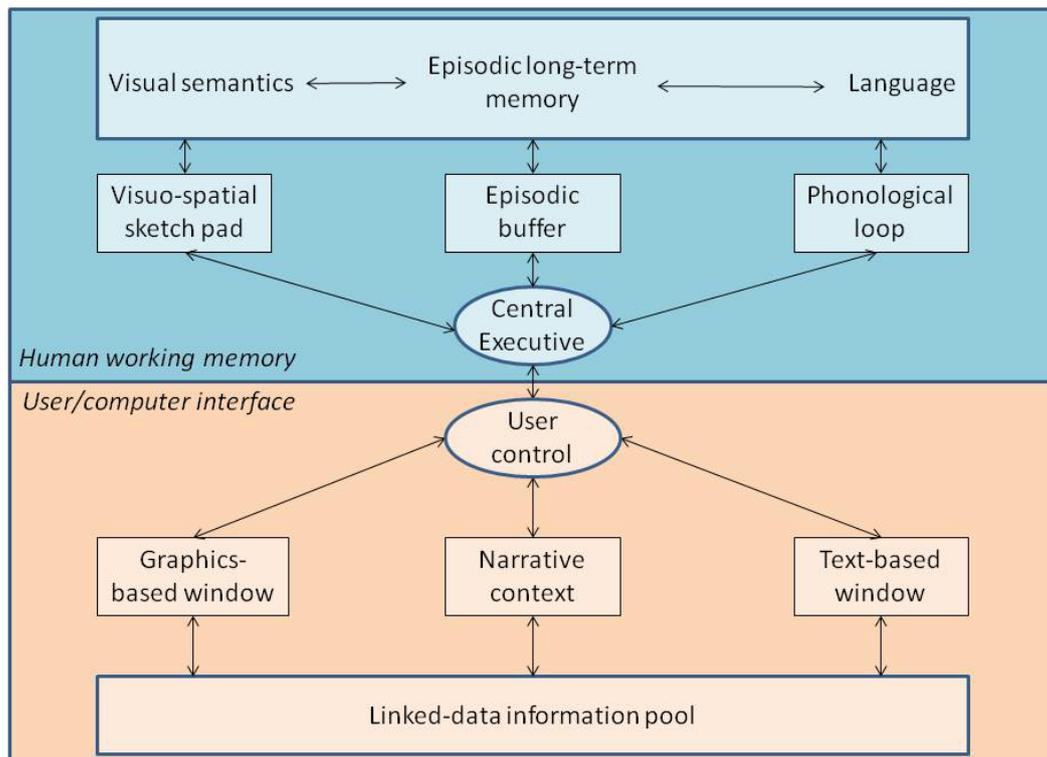 Visual semantics
Episodic long-term
memory
Language
Visuo-spatial
sketch pad
Episodic
buffer
Phonological
loop
Central
Executive
Human working memory
User/computer interface
User
control
Graphics-
based window
Narrative
context
Text-based
window
Linked-data information pool